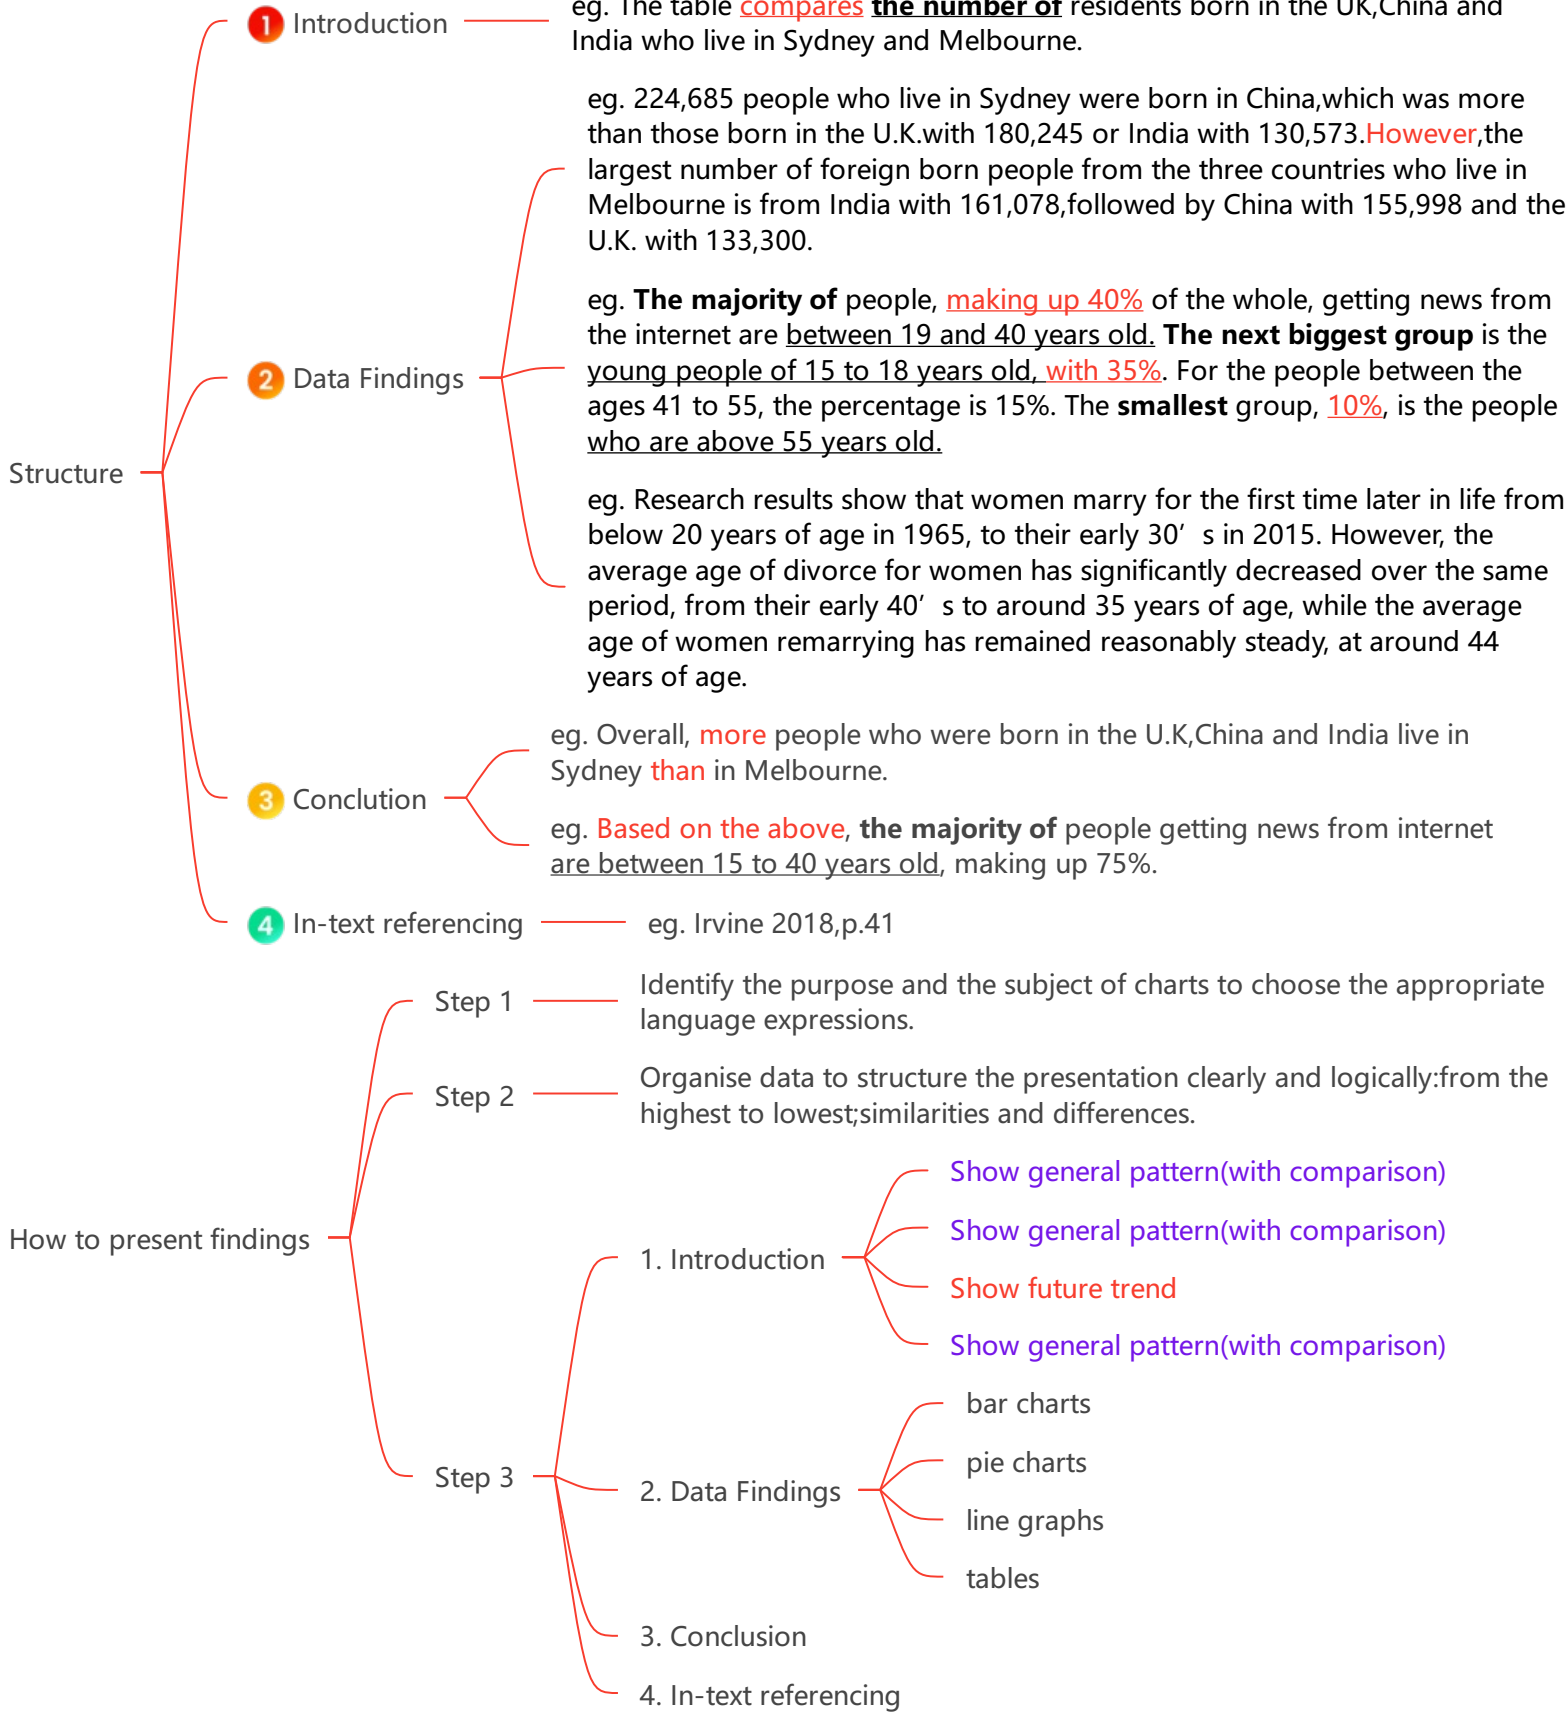 eg. The table compares the number of residents born in the UK,China and
India who live in Sydney and Melbourne.
1 Introduction
eg. 224,685 people who live in Sydney were born in China,which was more
than those born in the U.K.with 180,245 or India with 130,573.However,the
largest number of foreign born people from the three countries who live in
Melbourne is from India with 161,078,followed by China with 155,998 and the
U.K. with 133,300.
eg. The majority of people, making up 40% of the whole, getting news from
the internet are between 19 and 40 years old. The next biggest group is the
young people of 15 to 18 years old, with 35%. For the people between the
ages 41 to 55, the percentage is 15%. The smallest group, 10%, is the people
who are above 55 years old.
2 Data Findings
Structure
eg. Research results show that women marry for the first time later in life from
below 20 years of age in 1965, to their early 30’s in 2015. However, the
average age of divorce for women has significantly decreased over the same
period, from their early 40’s to around 35 years of age, while the average
age of women remarrying has remained reasonably steady, at around 44
years of age.
eg. Overall, more people who were born in the U.K,China and India live in
Sydney than in Melbourne.
3 Conclution
eg. Based on the above, the majority of people getting news from internet
are between 15 to 40 years old, making up 75%.
4 In-text referencing
eg. Irvine 2018,p.41
Step 1
Identify the purpose and the subject of charts to choose the appropriate
language expressions.
Step 2
Organise data to structure the presentation clearly and logically:from the
highest to lowest;similarities and differences.
How to present findings
Step 3
1. Introduction
Show general pattern(with comparison)
Show general pattern(with comparison)
Show future trend
Show general pattern(with comparison)
2. Data Findings
bar charts
pie charts
line graphs
tables
3. Conclusion
4. In-text referencing